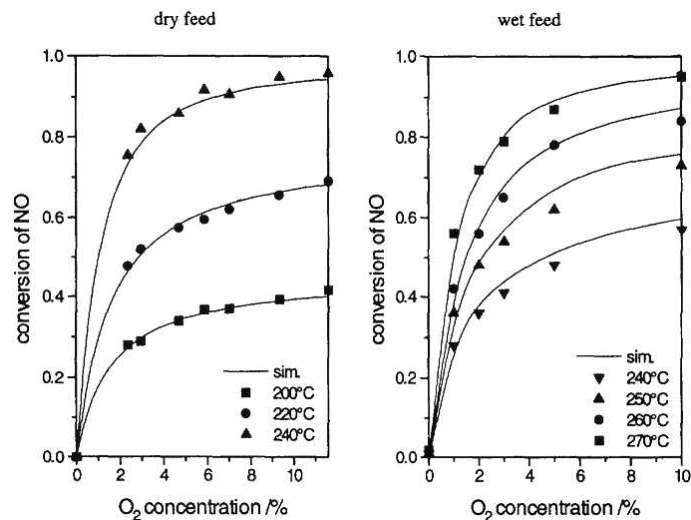 dry feed
wet feed
conversion of NO
1.0
0.8
0.6
0.4
0.2
0.0
0
2
4
6
8
10
O2 concentration /%
sim.
200°C
220°C
240°C
conversion of NO
1.0
0.8
0.6
0.4
0.2
0.0
0
2
4
6
8
10
O2 concentration /%
sim.
240°C
250°C
260°C
270°C